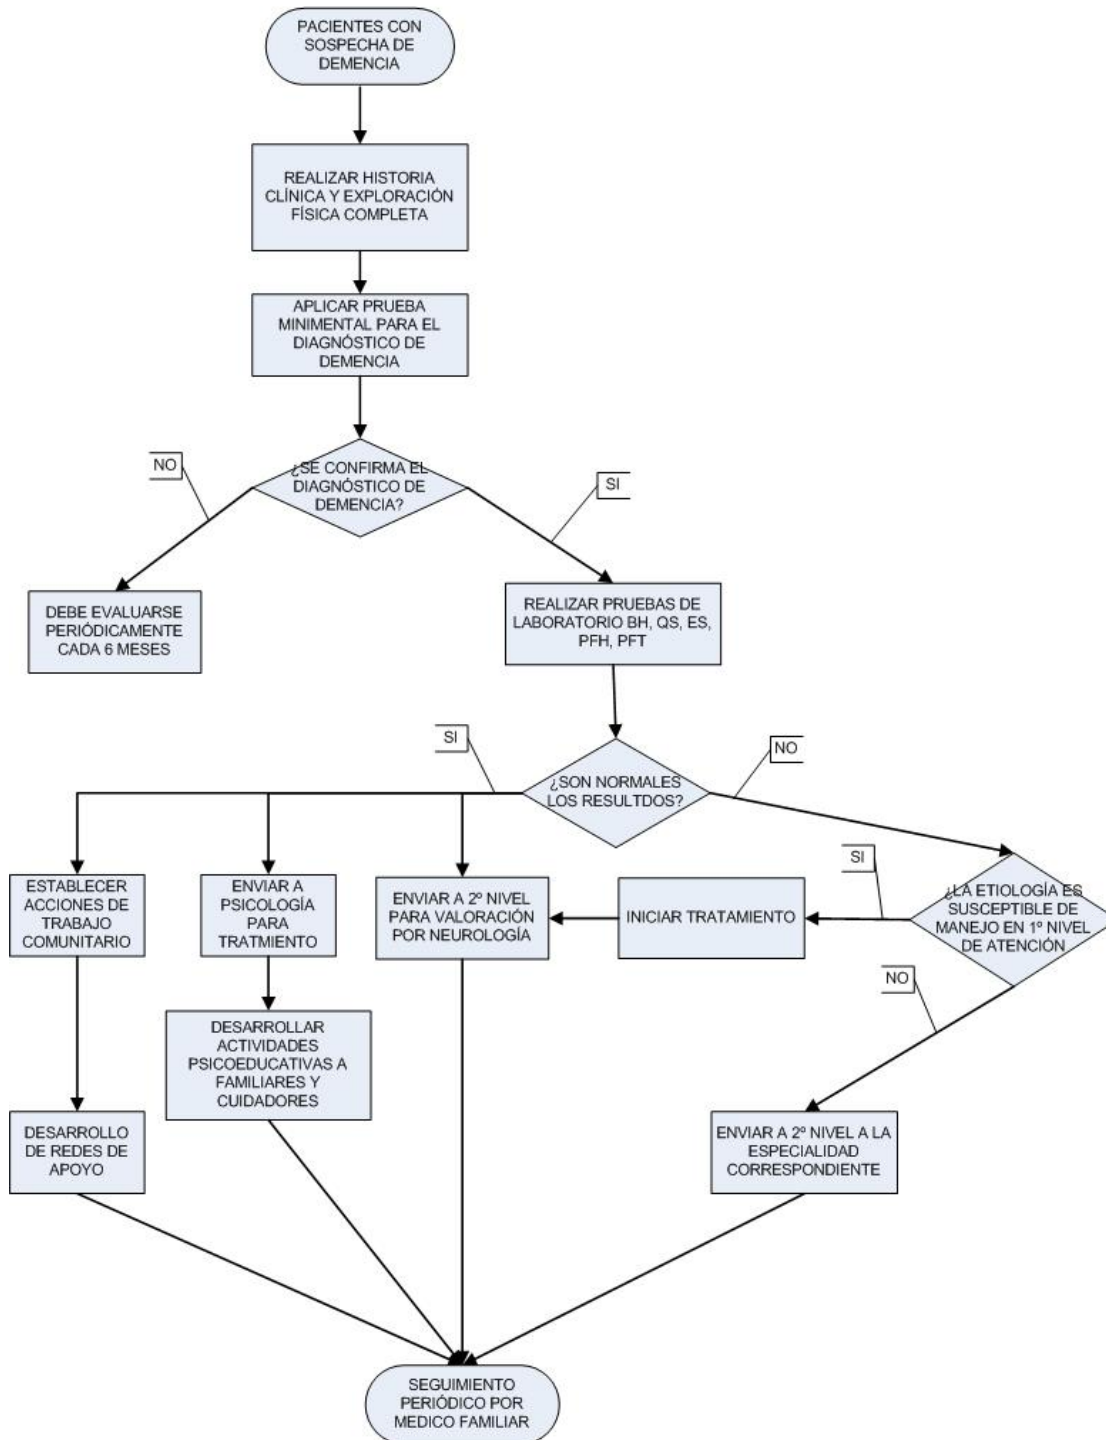 PACIENTES CON
SOSPECHA DE
DEMENCIA
REALIZAR HISTORIA
CLÍNICA Y EXPLORACIÓN
FÍSICA COMPLETA
APLICAR PRUEBA
MINIMENTAL PARA EL
DIAGNÓSTICO DE
DEMENCIA
NO
¿SE CONFIRMA EL
DIAGNÓSTICO DE
DEMENCIA?
SI
DEBE EVALUARSE
PERIÓDICAMENTE
CADA 6 MESES
REALIZAR PRUEBAS DE
LABORATORIO BH, QS, ES,
PFH, PFT
SI
¿SON NORMALES
LOS RESULTDOS?
NO
ESTABLECER
ACCIONES DE
TRABAJO
COMUNITARIO
ENVIAR A
PSICOLOGÍA
PARA
TRATMIENTO
ENVIAR A 2º NIVEL
PARA VALORACIÓN
POR NEUROLOGÍA
INICIAR TRATAMIENTO
SI
¿LA ETIOLOGÍA ES
SUSCEPTIBLE DE
MANEJO EN 1º NIVEL
DE ATENCIÓN
NO
DESARROLLAR
ACTIVIDADES
PSICOEDUCATIVAS A
FAMILIARES Y
CUIDADORES
DESARROLLO
DE REDES DE
APOYO
ENVIAR A 2º NIVEL A LA
ESPECIALIDAD
CORRESPONDIENTE
SEGUIMIENTO
PERIÓDICO POR
MEDICO FAMILIAR